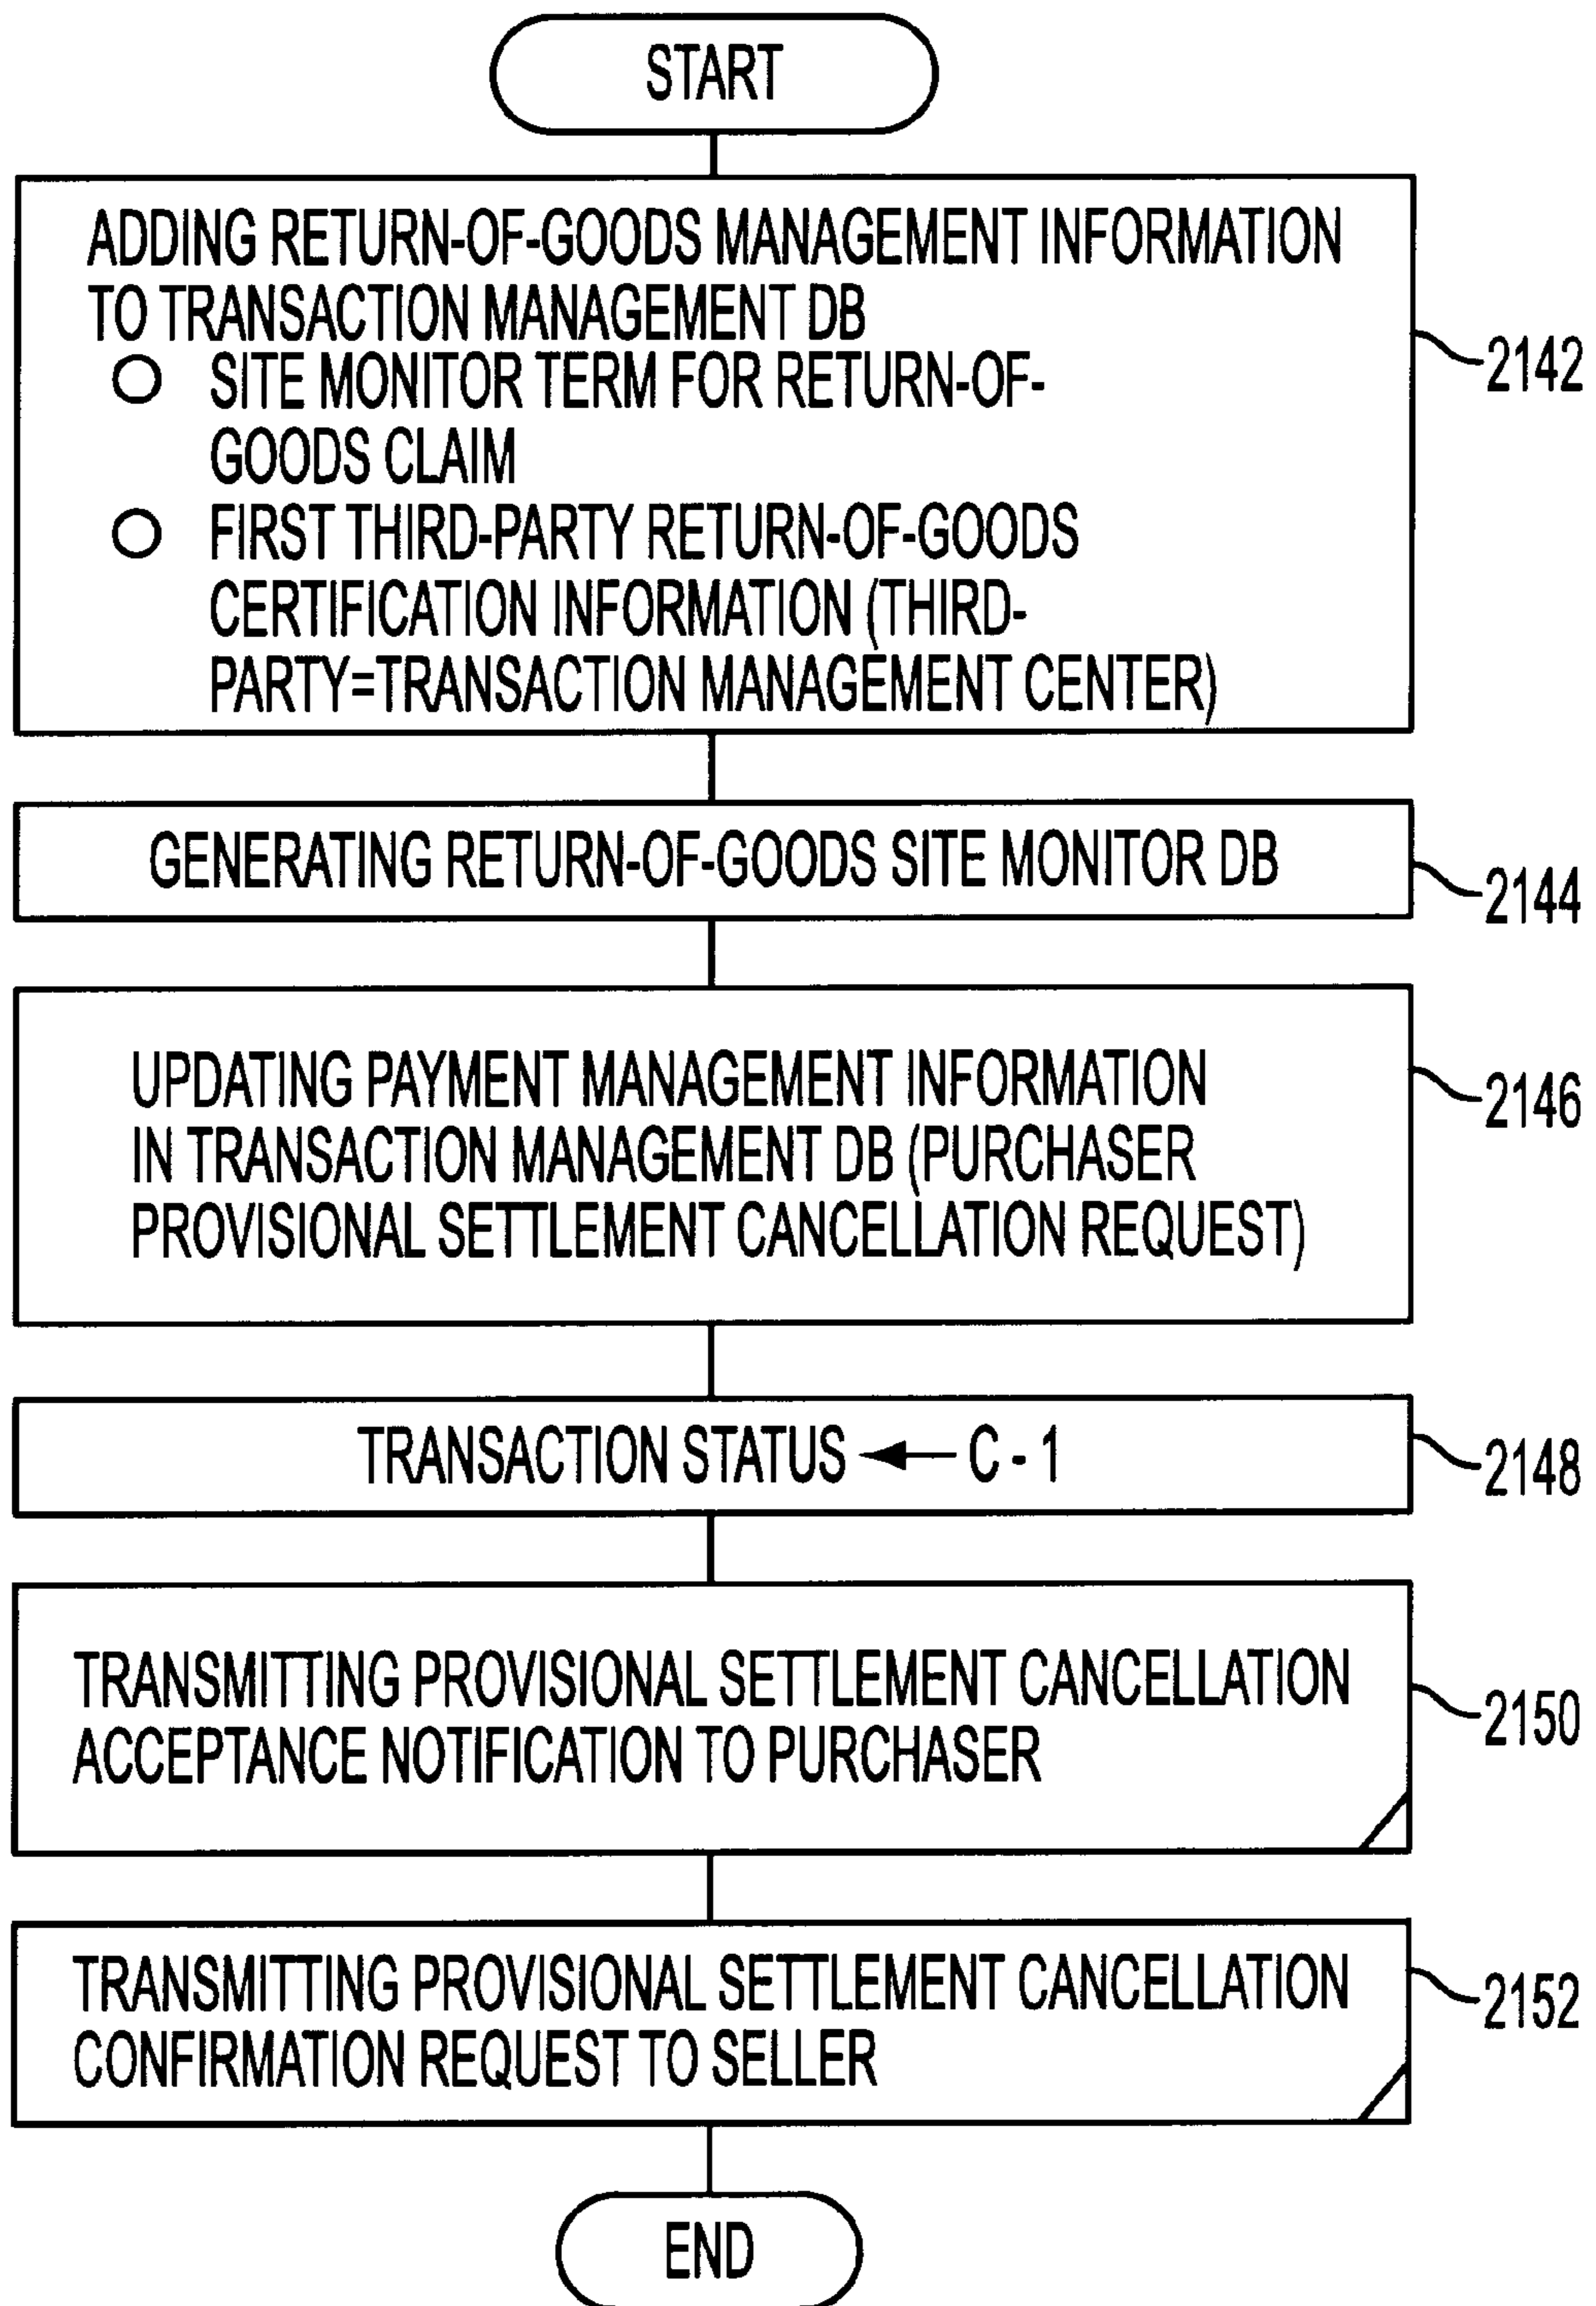 START
ADDING RETURN-OF-GOODS MANAGEMENT INFORMATION
TO TRANSACTION MANAGEMENT DB
○ SITE MONITOR TERM FOR RETURN-OF-
GOODS CLAIM
○ FIRST THIRD-PARTY RETURN-OF-GOODS
CERTIFICATION INFORMATION (THIRD-
PARTY=TRANSACTION MANAGEMENT CENTER)
2142
GENERATING RETURN-OF-GOODS SITE MONITOR DB
2144
UPDATING PAYMENT MANAGEMENT INFORMATION
IN TRANSACTION MANAGEMENT DB (PURCHASER
PROVISIONAL SETTLEMENT CANCELLATION REQUEST)
2146
TRANSACTION STATUS ← C - 1
2148
TRANSMITTING PROVISIONAL SETTLEMENT CANCELLATION
ACCEPTANCE NOTIFICATION TO PURCHASER
2150
TRANSMITTING PROVISIONAL SETTLEMENT CANCELLATION
CONFIRMATION REQUEST TO SELLER
2152
END